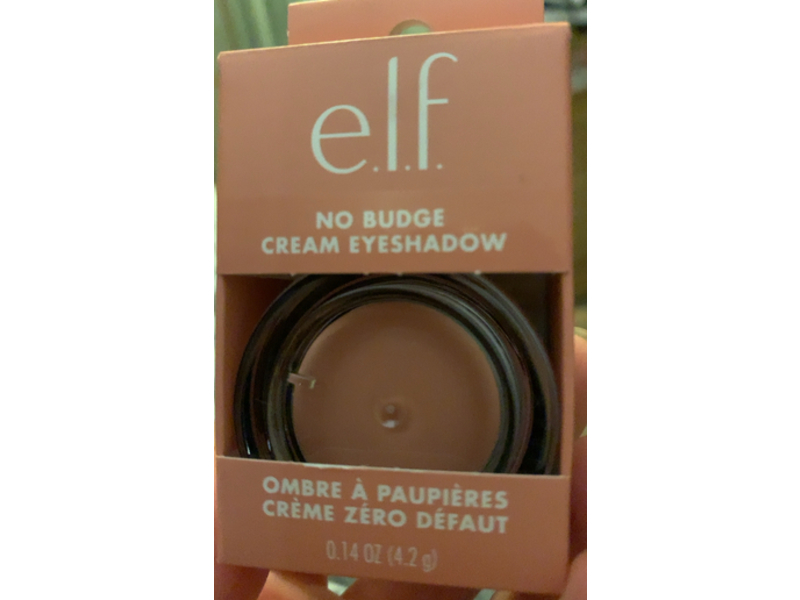 e.l.f.
NO BUDGE
CREAM EYESHADOW
OMBRE À PAUPIÈRES
CRÈME ZÉRO DÉFAUT
0.14 OZ (4.2 g)